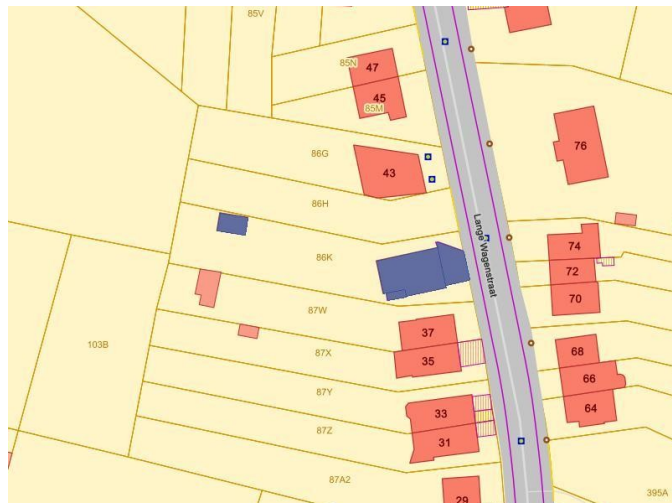 85V
85N
47
45
85M
86G
43
76
86H
Lange Wagenstraat
74
86K
72
70
87W
37
103B
87X
35
68
66
87Y
33
64
87Z
31
87A2
29
395A